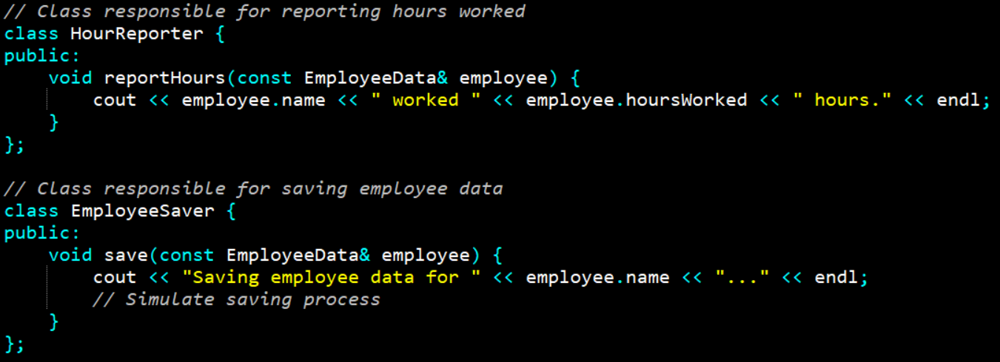 // Class responsible for reporting hours worked
class HourReporter {
public:
    void reportHours(const EmployeeData& employee) {
        cout << employee.name << " worked " << employee.hoursWorked << " hours." << endl;
    }
};

// Class responsible for saving employee data
class EmployeeSaver {
public:
    void save(const EmployeeData& employee) {
        cout << "Saving employee data for " << employee.name << "..." << endl;
        // Simulate saving process
    }
};